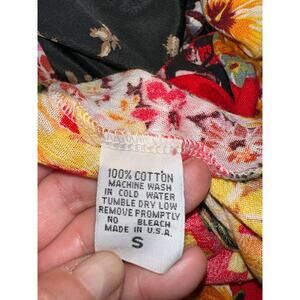 100% COTTON
MACHINE WASH
IN COLD WATER
TUMBLE DRY LOW
REMOVE PROMPTLY
NO BLEACH
MADE IN U.S.A.
S